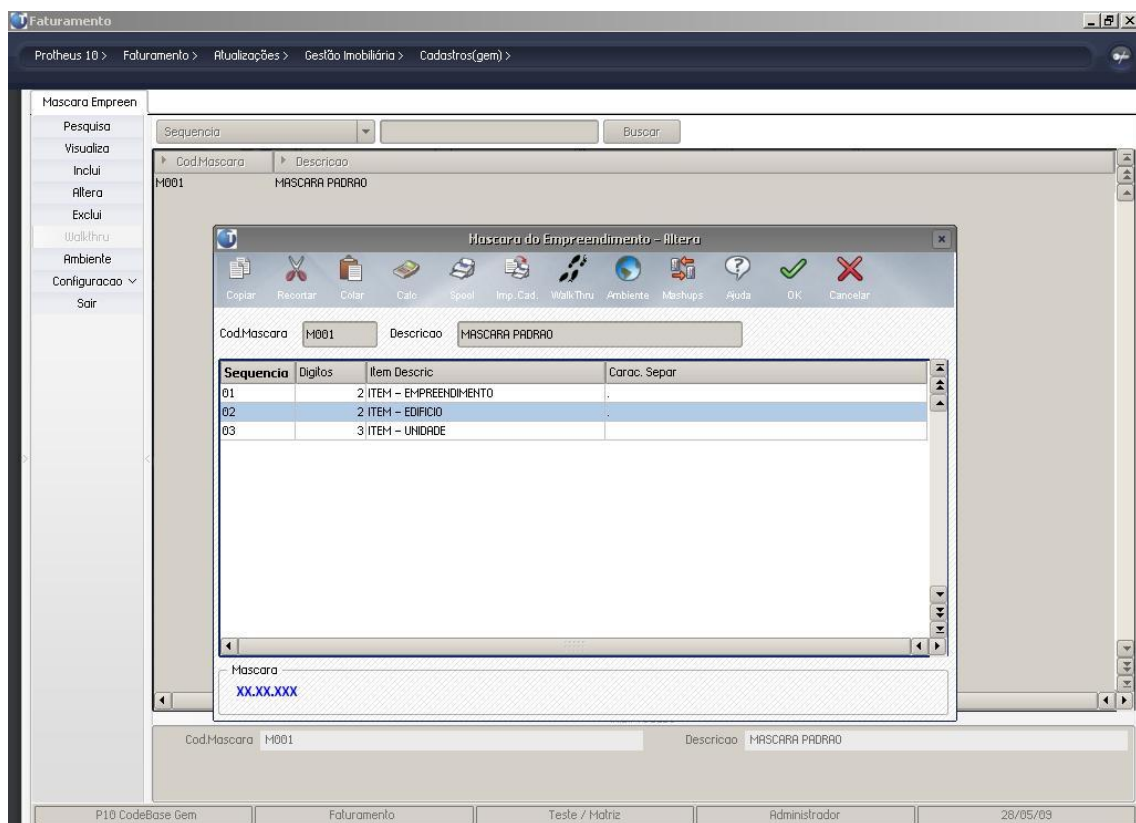 Faturamento
Protheus 10 > Faturamento > Atualizações > Gestão Imobiliária > Cadastros(gem) >
Mascara Empreen
Pesquisa
Visualiza
Inclui
Altera
Exclui
Walkthru
Ambiente
Configuracao
Sair
Sequencia Buscar
Cod.Mascara Descricao
M001 MASCARA PADRAO
Mascara do Empreendimento - Altera
Copiar Recortar Colar Calc Spool Imp. Cad. WalkThru Ambiente Mashups Ajuda OK Cancelar
Cod.Mascara M001 Descricao MASCARA PADRAO
Sequencia Digitos Item Descric Carac. Separ
01 2 ITEM - EMPREENDIMENTO .
02 2 ITEM - EDIFICIO .
03 3 ITEM - UNIDADE
Mascara
XX.XX.XXX
Cod.Mascara M001 Descricao MASCARA PADRAO
P10 CodeBase Gem Faturamento Teste / Matriz Administrador 28/05/09